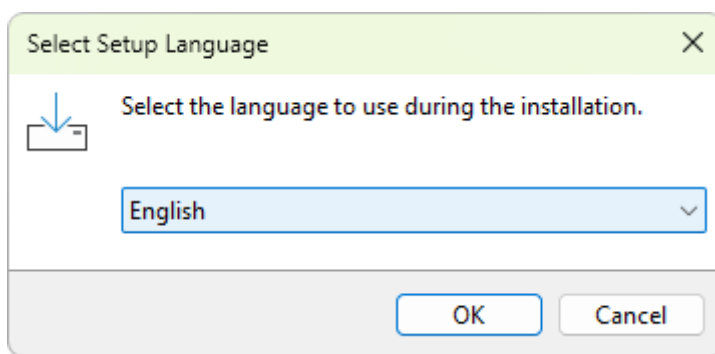 Select Setup Language
Select the language to use during the installation.
English
OK
Cancel